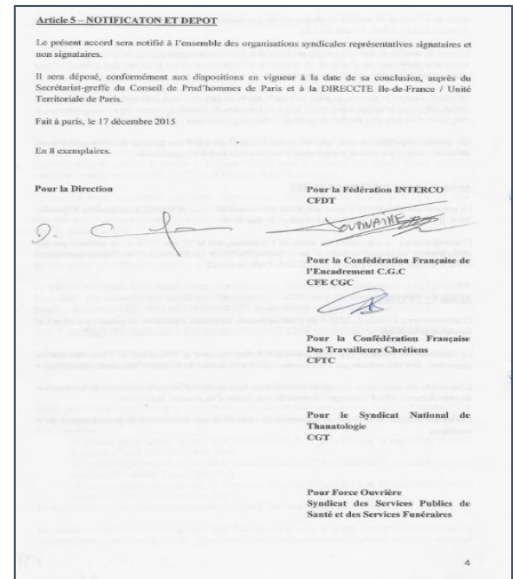 Article 5 – NOTIFICATON ET DEPOT
Le présent accord sera notifié à l'ensemble des organisations syndicales représentatives signataires et
non signataires.
Il sera déposé, conformément aux dispositions en vigueur à la date de sa conclusion, auprès du
Secrétariat-greffe du Conseil de Prud'hommes de Paris et à la DIRECCTE Ile-de-France / Unité
Territoriale de Paris.
Fait à paris, le 17 décembre 2015
En 8 exemplaires.
Pour la Direction
Pour la Fédération INTERCO
CFDT
Pour la Confédération Française de
l'Encadrement C.G.C
CFE CGC
Pour la Confédération Française
Des Travailleurs Chrétiens
CFTC
Pour le Syndicat National de
Thanatologie
CGT
Pour Force Ouvrière
Syndicat des Services Publics de
Santé et des Services Funéraires
4